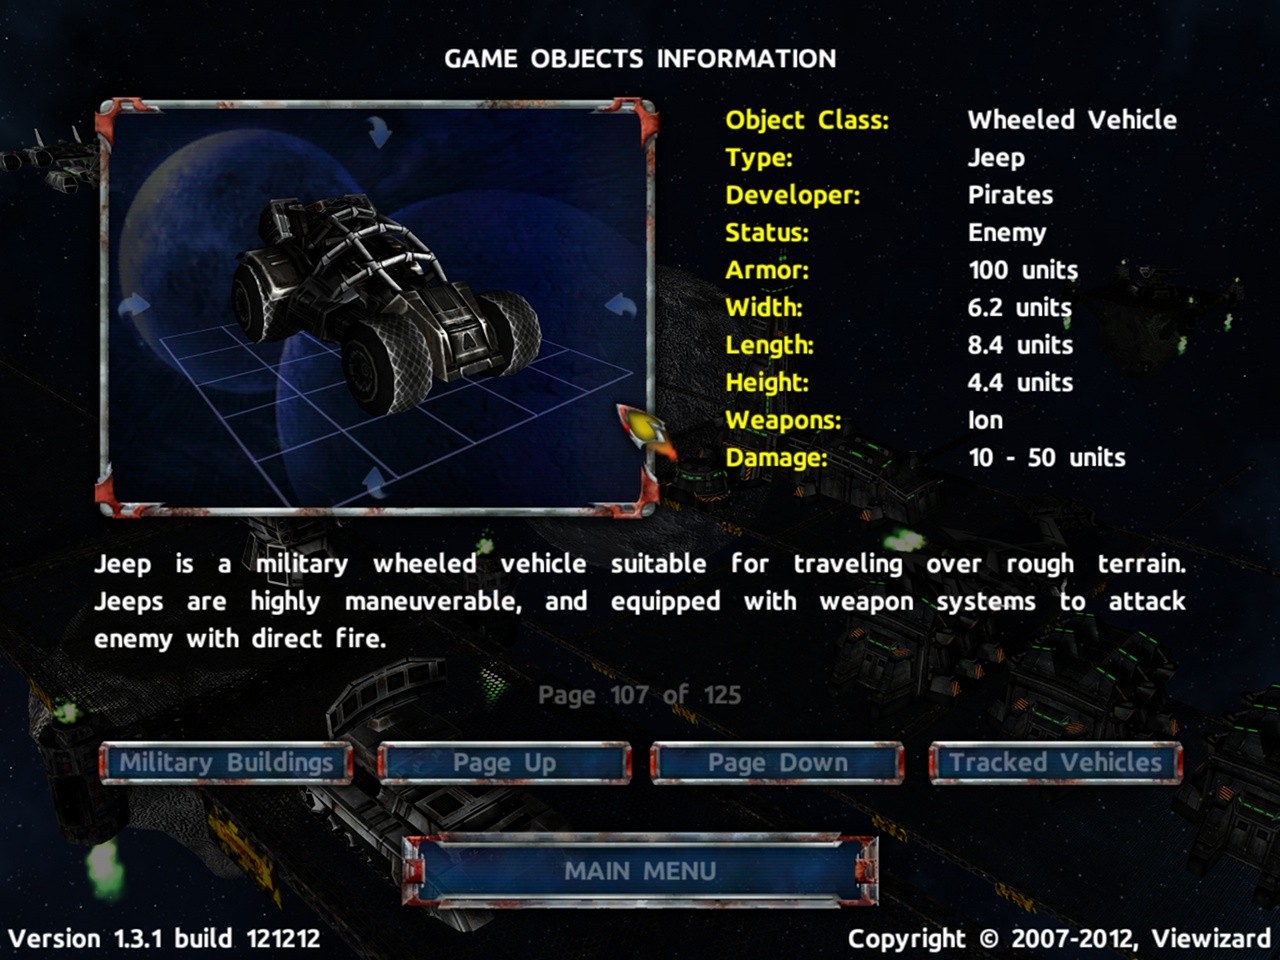 GAME OBJECTS INFORMATION
Object Class: Wheeled Vehicle
Type: Jeep
Developer: Pirates
Status: Enemy
Armor: 100 units
Width: 6.2 units
Length: 8.4 units
Height: 4.4 units
Weapons: Ion
Damage: 10 - 50 units
Jeep is a military wheeled vehicle suitable for traveling over rough terrain.
Jeeps are highly maneuverable, and equipped with weapon systems to attack
enemy with direct fire.
Page 107 of 125
Military Buildings Page Up Page Down Tracked Vehicles
MAIN MENU
Version 1.3.1 build 121212 Copyright © 2007-2012, Viewizard